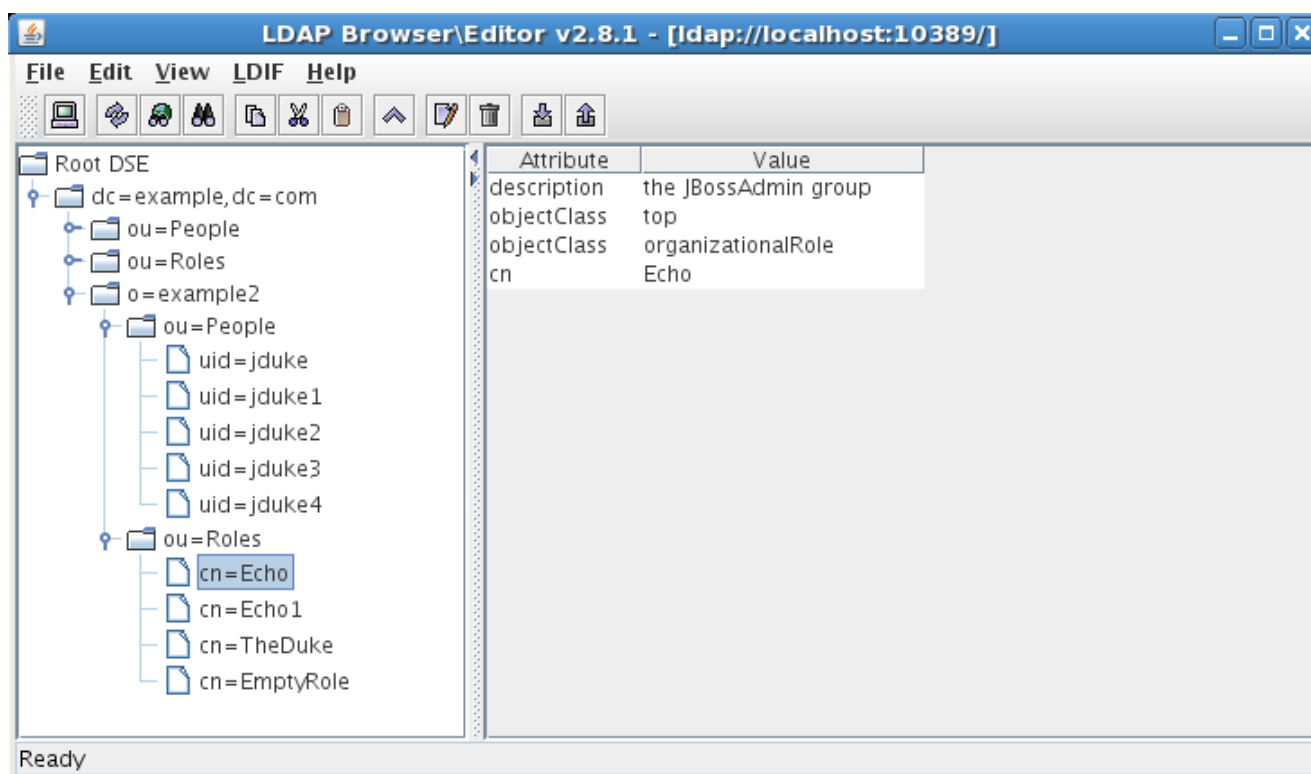 LDAP Browser\Editor v2.8.1 - [ldap://localhost:10389/]
File Edit View LDIF Help
Root DSE
dc=example,dc=com
ou=People
ou=Roles
o=example2
ou=People
uid=jduke
uid=jduke1
uid=jduke2
uid=jduke3
uid=jduke4
ou=Roles
cn=Echo
cn=Echo1
cn=TheDuke
cn=EmptyRole
Attribute Value
description the JBossAdmin group
objectClass top
objectClass organizationalRole
cn Echo
Ready